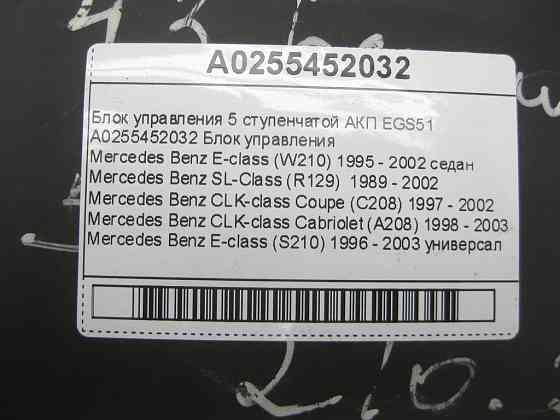 A0255452032
Блок управления 5 ступенчатой АКП EGS51
A0255452032 Блок управления
Mercedes Benz E-class (W210) 1995 - 2002 седан
Mercedes Benz SL-Class (R129) 1989 - 2002
Mercedes Benz CLK-class Coupe (C208) 1997 - 2002
Mercedes Benz CLK-class Cabriolet (A208) 1998 - 2003
Mercedes Benz E-class (S210) 1996 - 2003 универсал
210.